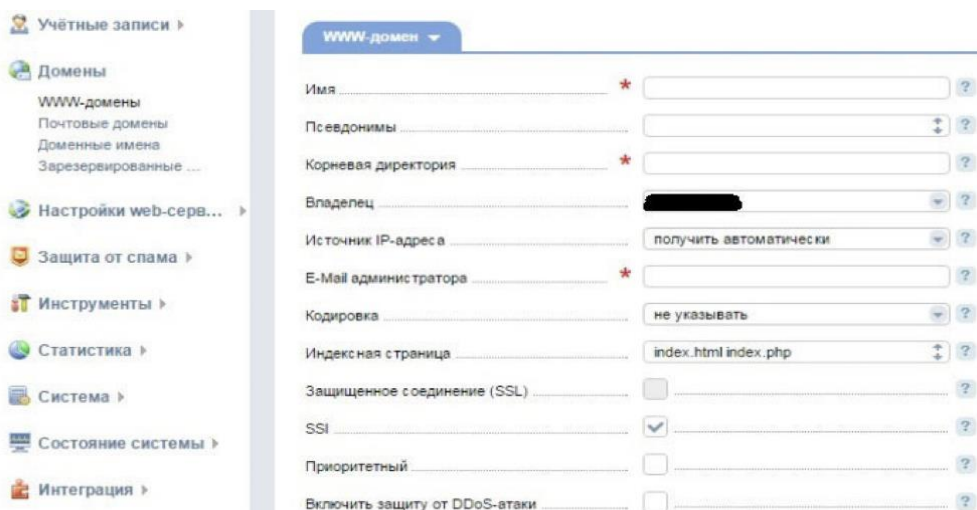 Учётные записи
Домены
WWW-домены
Почтовые домены
Доменные имена
Зарезервированные ...
Настройки web-серв...
Защита от спама
Инструменты
Статистика
Система
Состояние системы
Интеграция
WWW-домен
Имя * ?
Псевдонимы ?
Корневая директория * ?
Владелец ?
Источник IP-адреса получить автоматически ?
E-Mail администратора * ?
Кодировка не указывать ?
Индексная страница index.html index.php ?
Защищенное соединение (SSL) ?
SSI ?
Приоритетный ?
Включить защиту от DDoS-атаки ?